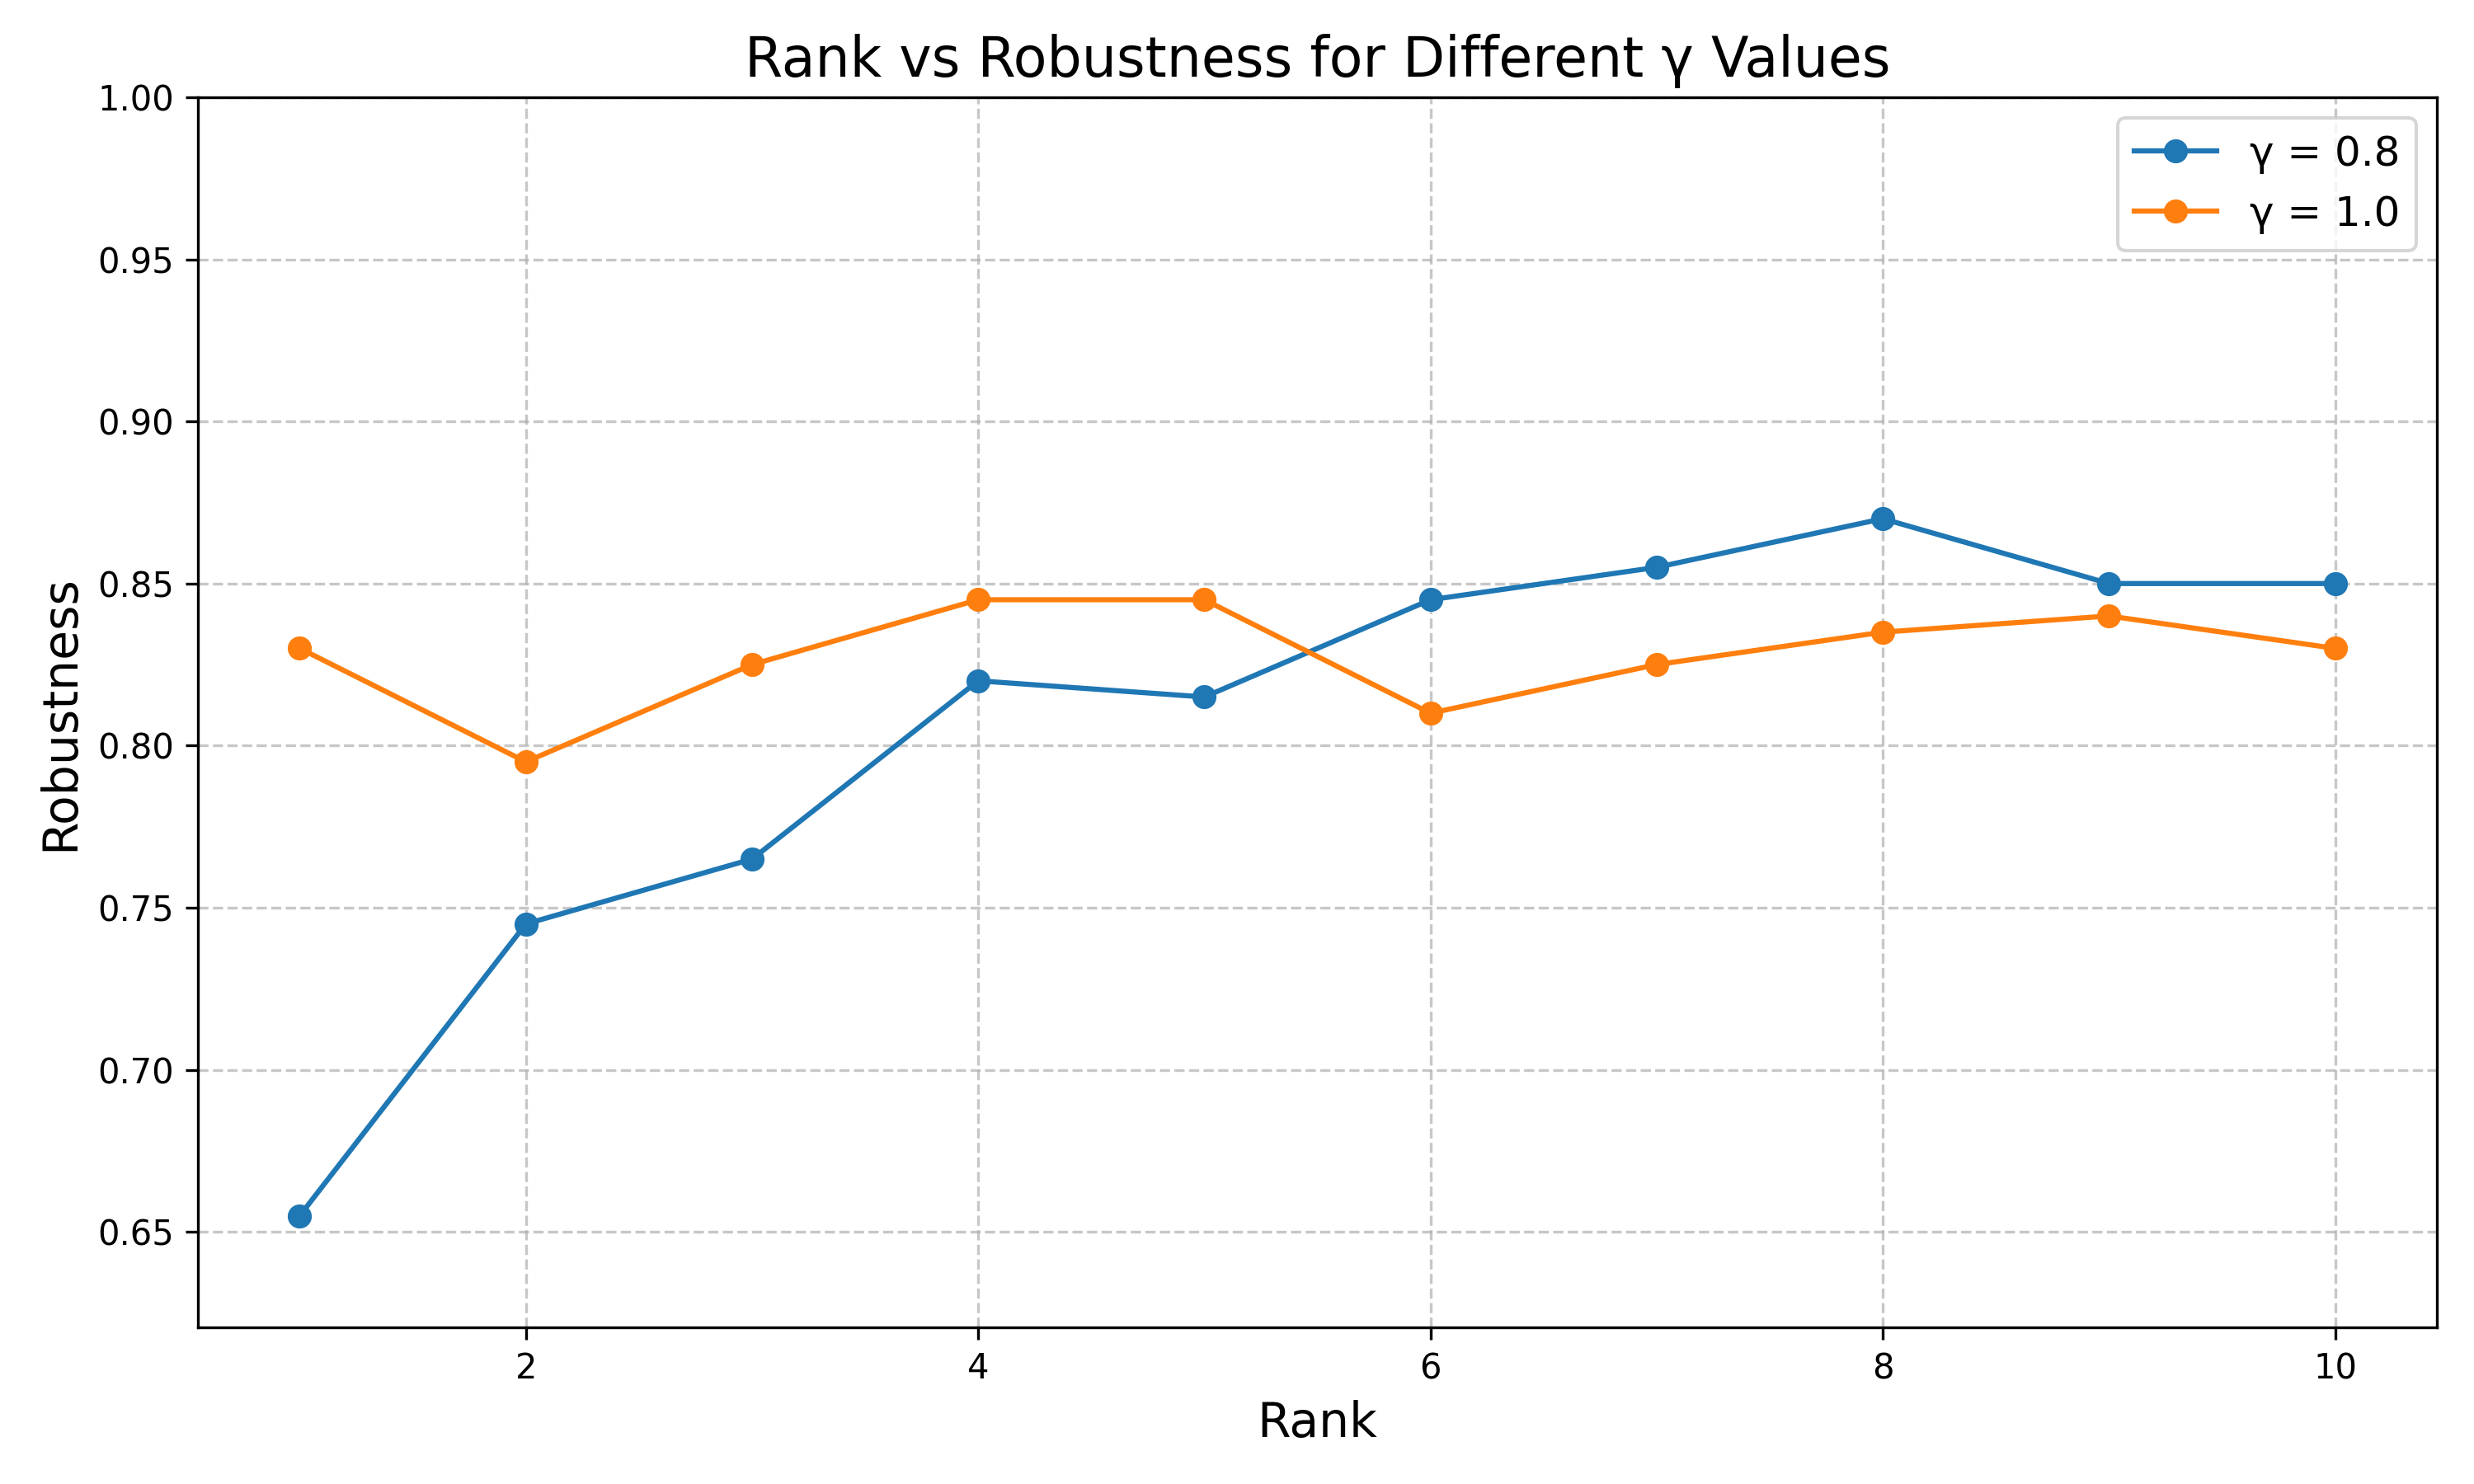 Rank vs Robustness for Different γ Values
1.00
0.95
0.90
0.85
0.80
0.75
0.70
0.65
Robustness
γ = 0.8
γ = 1.0
2 4 6 8 10
Rank